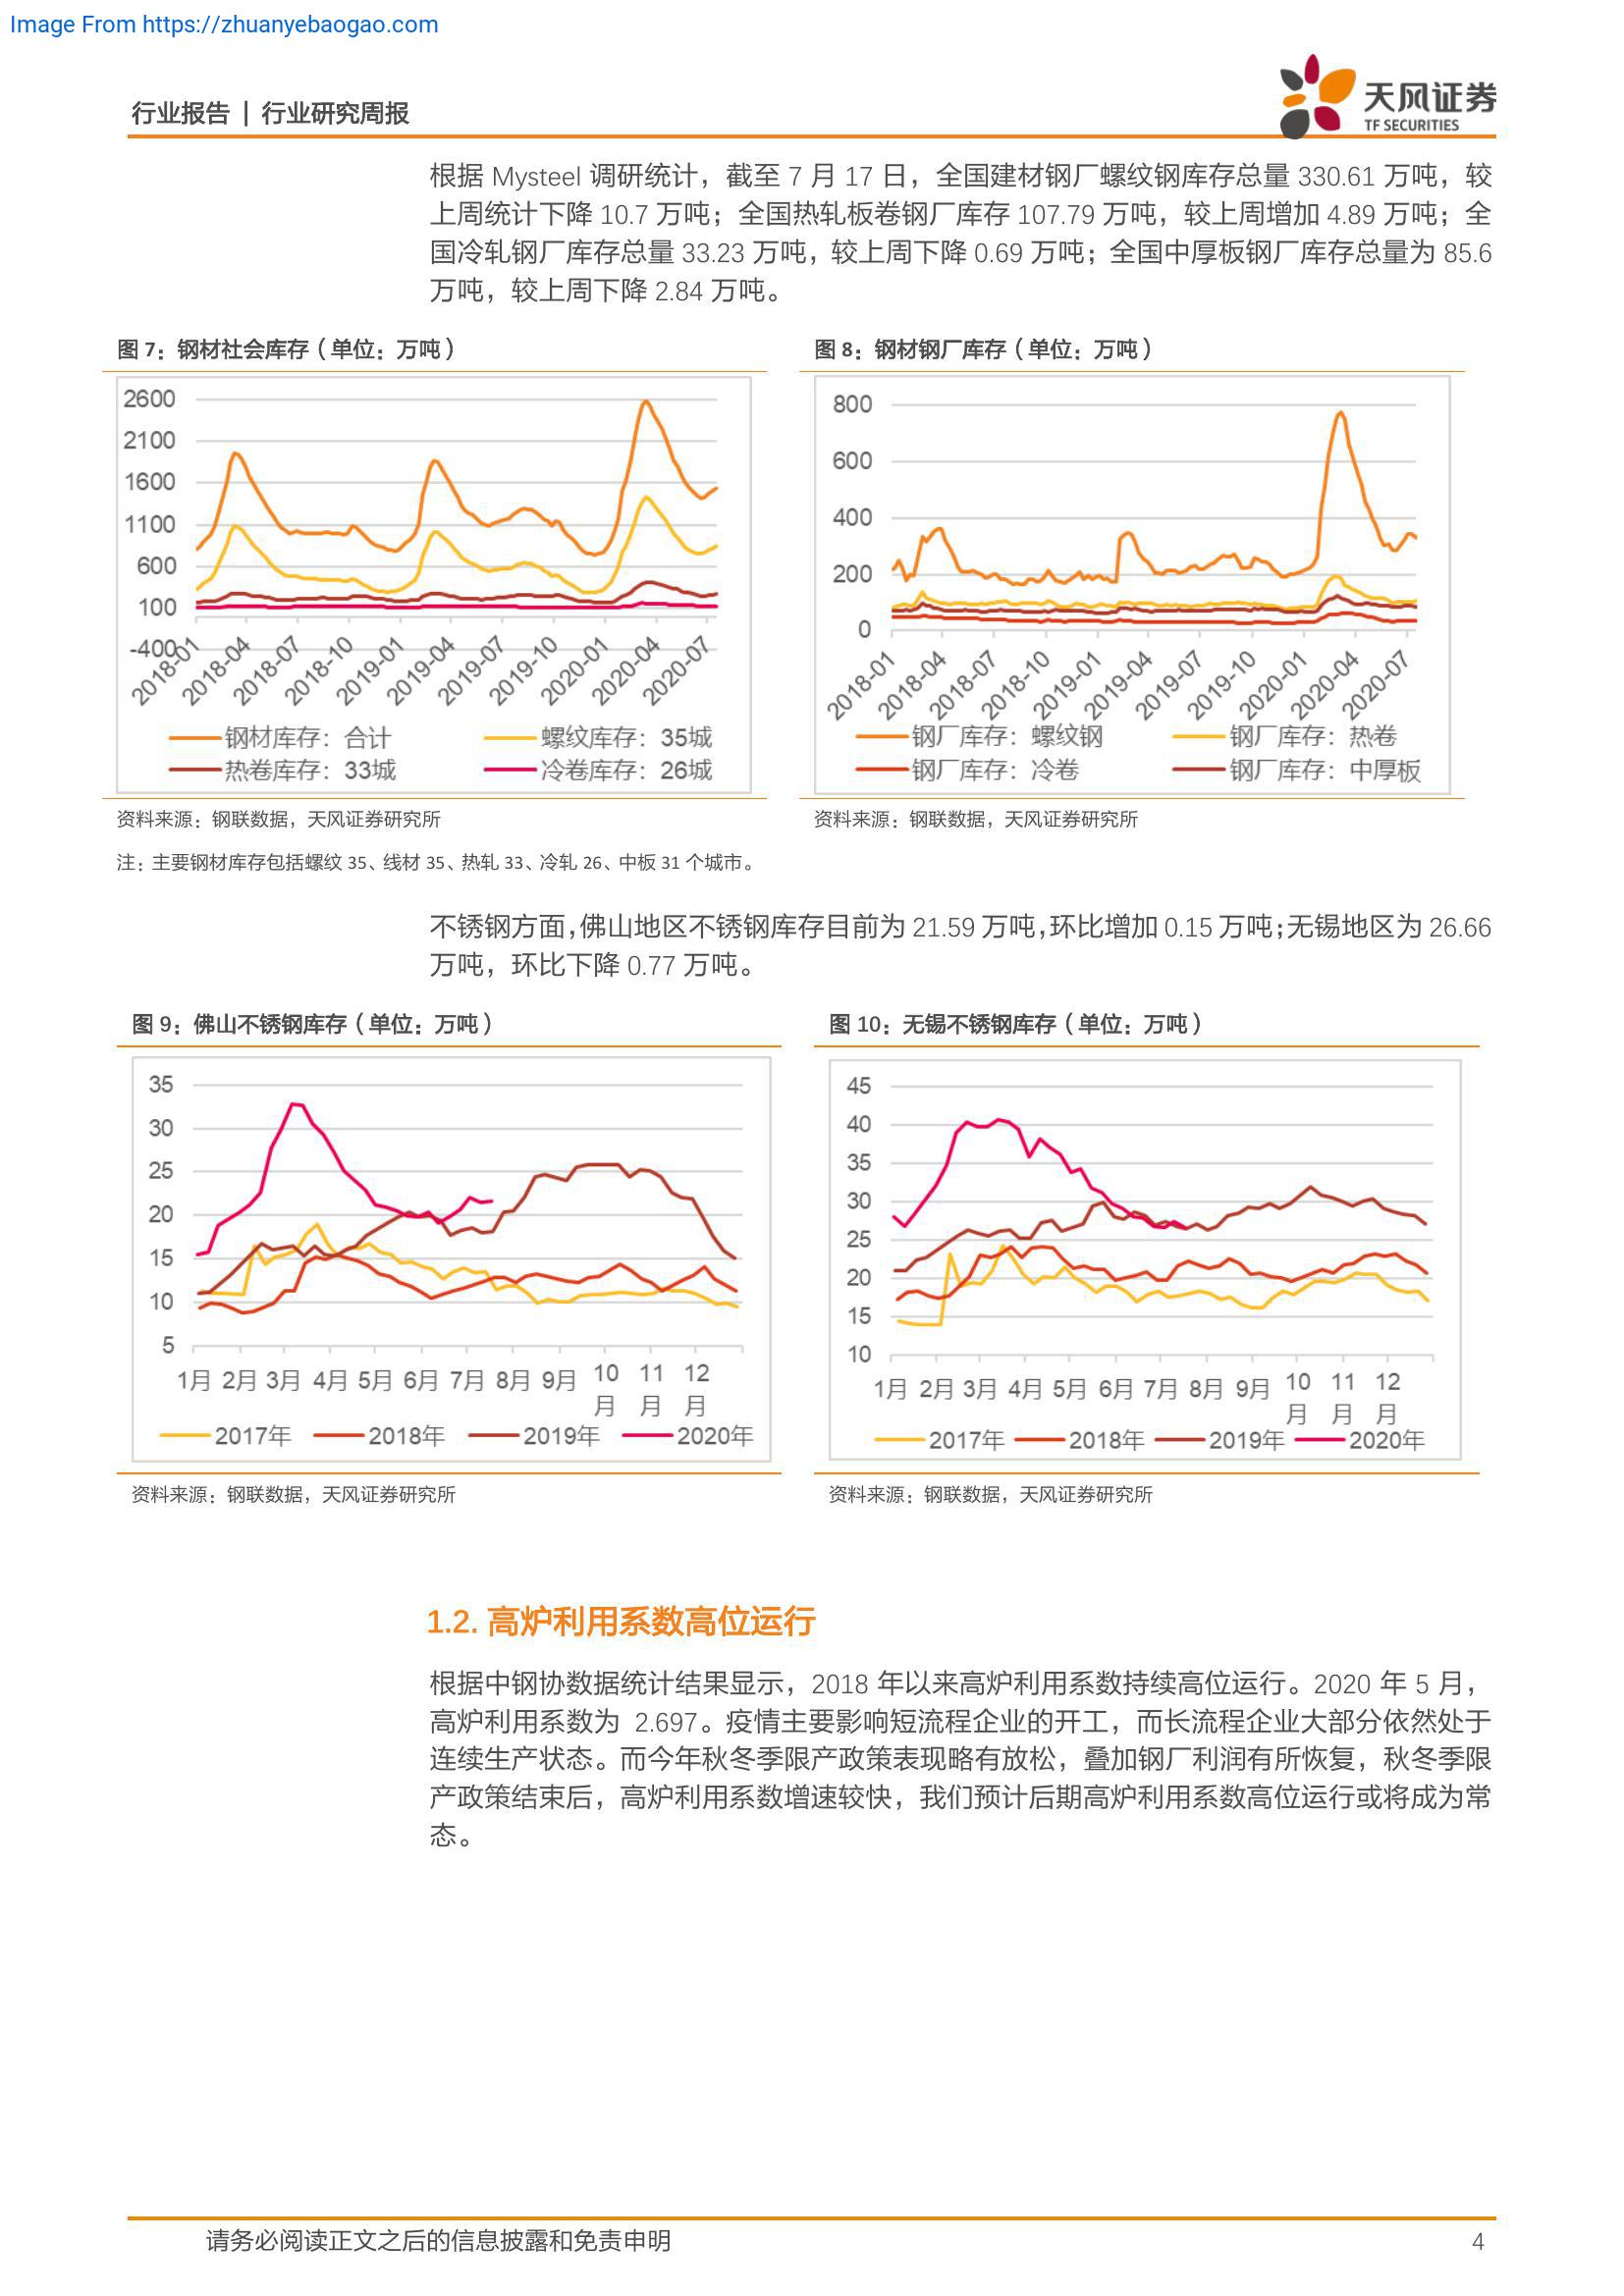 Image From https://zhuanyebaogao.com
行业报告 | 行业研究周报
天风证券
TF SECURITIES
根据 Mysteel 调研统计，截至 7 月 17 日，全国建材钢厂螺纹钢库存总量 330.61 万吨，较
上周统计下降 10.7 万吨；全国热轧板卷钢厂库存 107.79 万吨，较上周增加 4.89 万吨；全
国冷轧钢厂库存总量 33.23 万吨，较上周下降 0.69 万吨；全国中厚板钢厂库存总量为 85.6
万吨，较上周下降 2.84 万吨。
图 7：钢材社会库存（单位：万吨）
2600
2100
1600
1100
600
100
-400
2018-01
2018-04
2018-07
2018-10
2019-01
2019-04
2019-07
2019-10
2020-01
2020-04
2020-07
钢材库存：合计
螺纹库存：35城
热卷库存：33城
冷卷库存：26城
资料来源：钢联数据，天风证券研究所
注：主要钢材库存包括螺纹 35、线材 35、热轧 33、冷轧 26、中板 31 个城市。
图 8：钢材钢厂库存（单位：万吨）
800
600
400
200
0
2018-01
2018-04
2018-07
2018-10
2019-01
2019-04
2019-07
2019-10
2020-01
2020-04
2020-07
钢厂库存：螺纹钢
钢厂库存：热卷
钢厂库存：冷卷
钢厂库存：中厚板
资料来源：钢联数据，天风证券研究所
不锈钢方面，佛山地区不锈钢库存目前为 21.59 万吨，环比增加 0.15 万吨；无锡地区为 26.66
万吨，环比下降 0.77 万吨。
图 9：佛山不锈钢库存（单位：万吨）
35
30
25
20
15
10
5
1月 2月 3月 4月 5月 6月 7月 8月 9月 10月 11月 12月
2017年 2018年 2019年 2020年
资料来源：钢联数据，天风证券研究所
图 10：无锡不锈钢库存（单位：万吨）
45
40
35
30
25
20
15
10
1月 2月 3月 4月 5月 6月 7月 8月 9月 10月 11月 12月
2017年 2018年 2019年 2020年
资料来源：钢联数据，天风证券研究所
1.2. 高炉利用系数高位运行
根据中钢协数据统计结果显示，2018 年以来高炉利用系数持续高位运行。2020 年 5 月，
高炉利用系数为 2.697。疫情主要影响短流程企业的开工，而长流程企业大部分依然处于
连续生产状态。而今年秋冬季限产政策表现略有放松，叠加钢厂利润有所恢复，秋冬季限
产政策结束后，高炉利用系数增速较快，我们预计后期高炉利用系数高位运行或将成为常
态。
请务必阅读正文之后的信息披露和免责申明
4